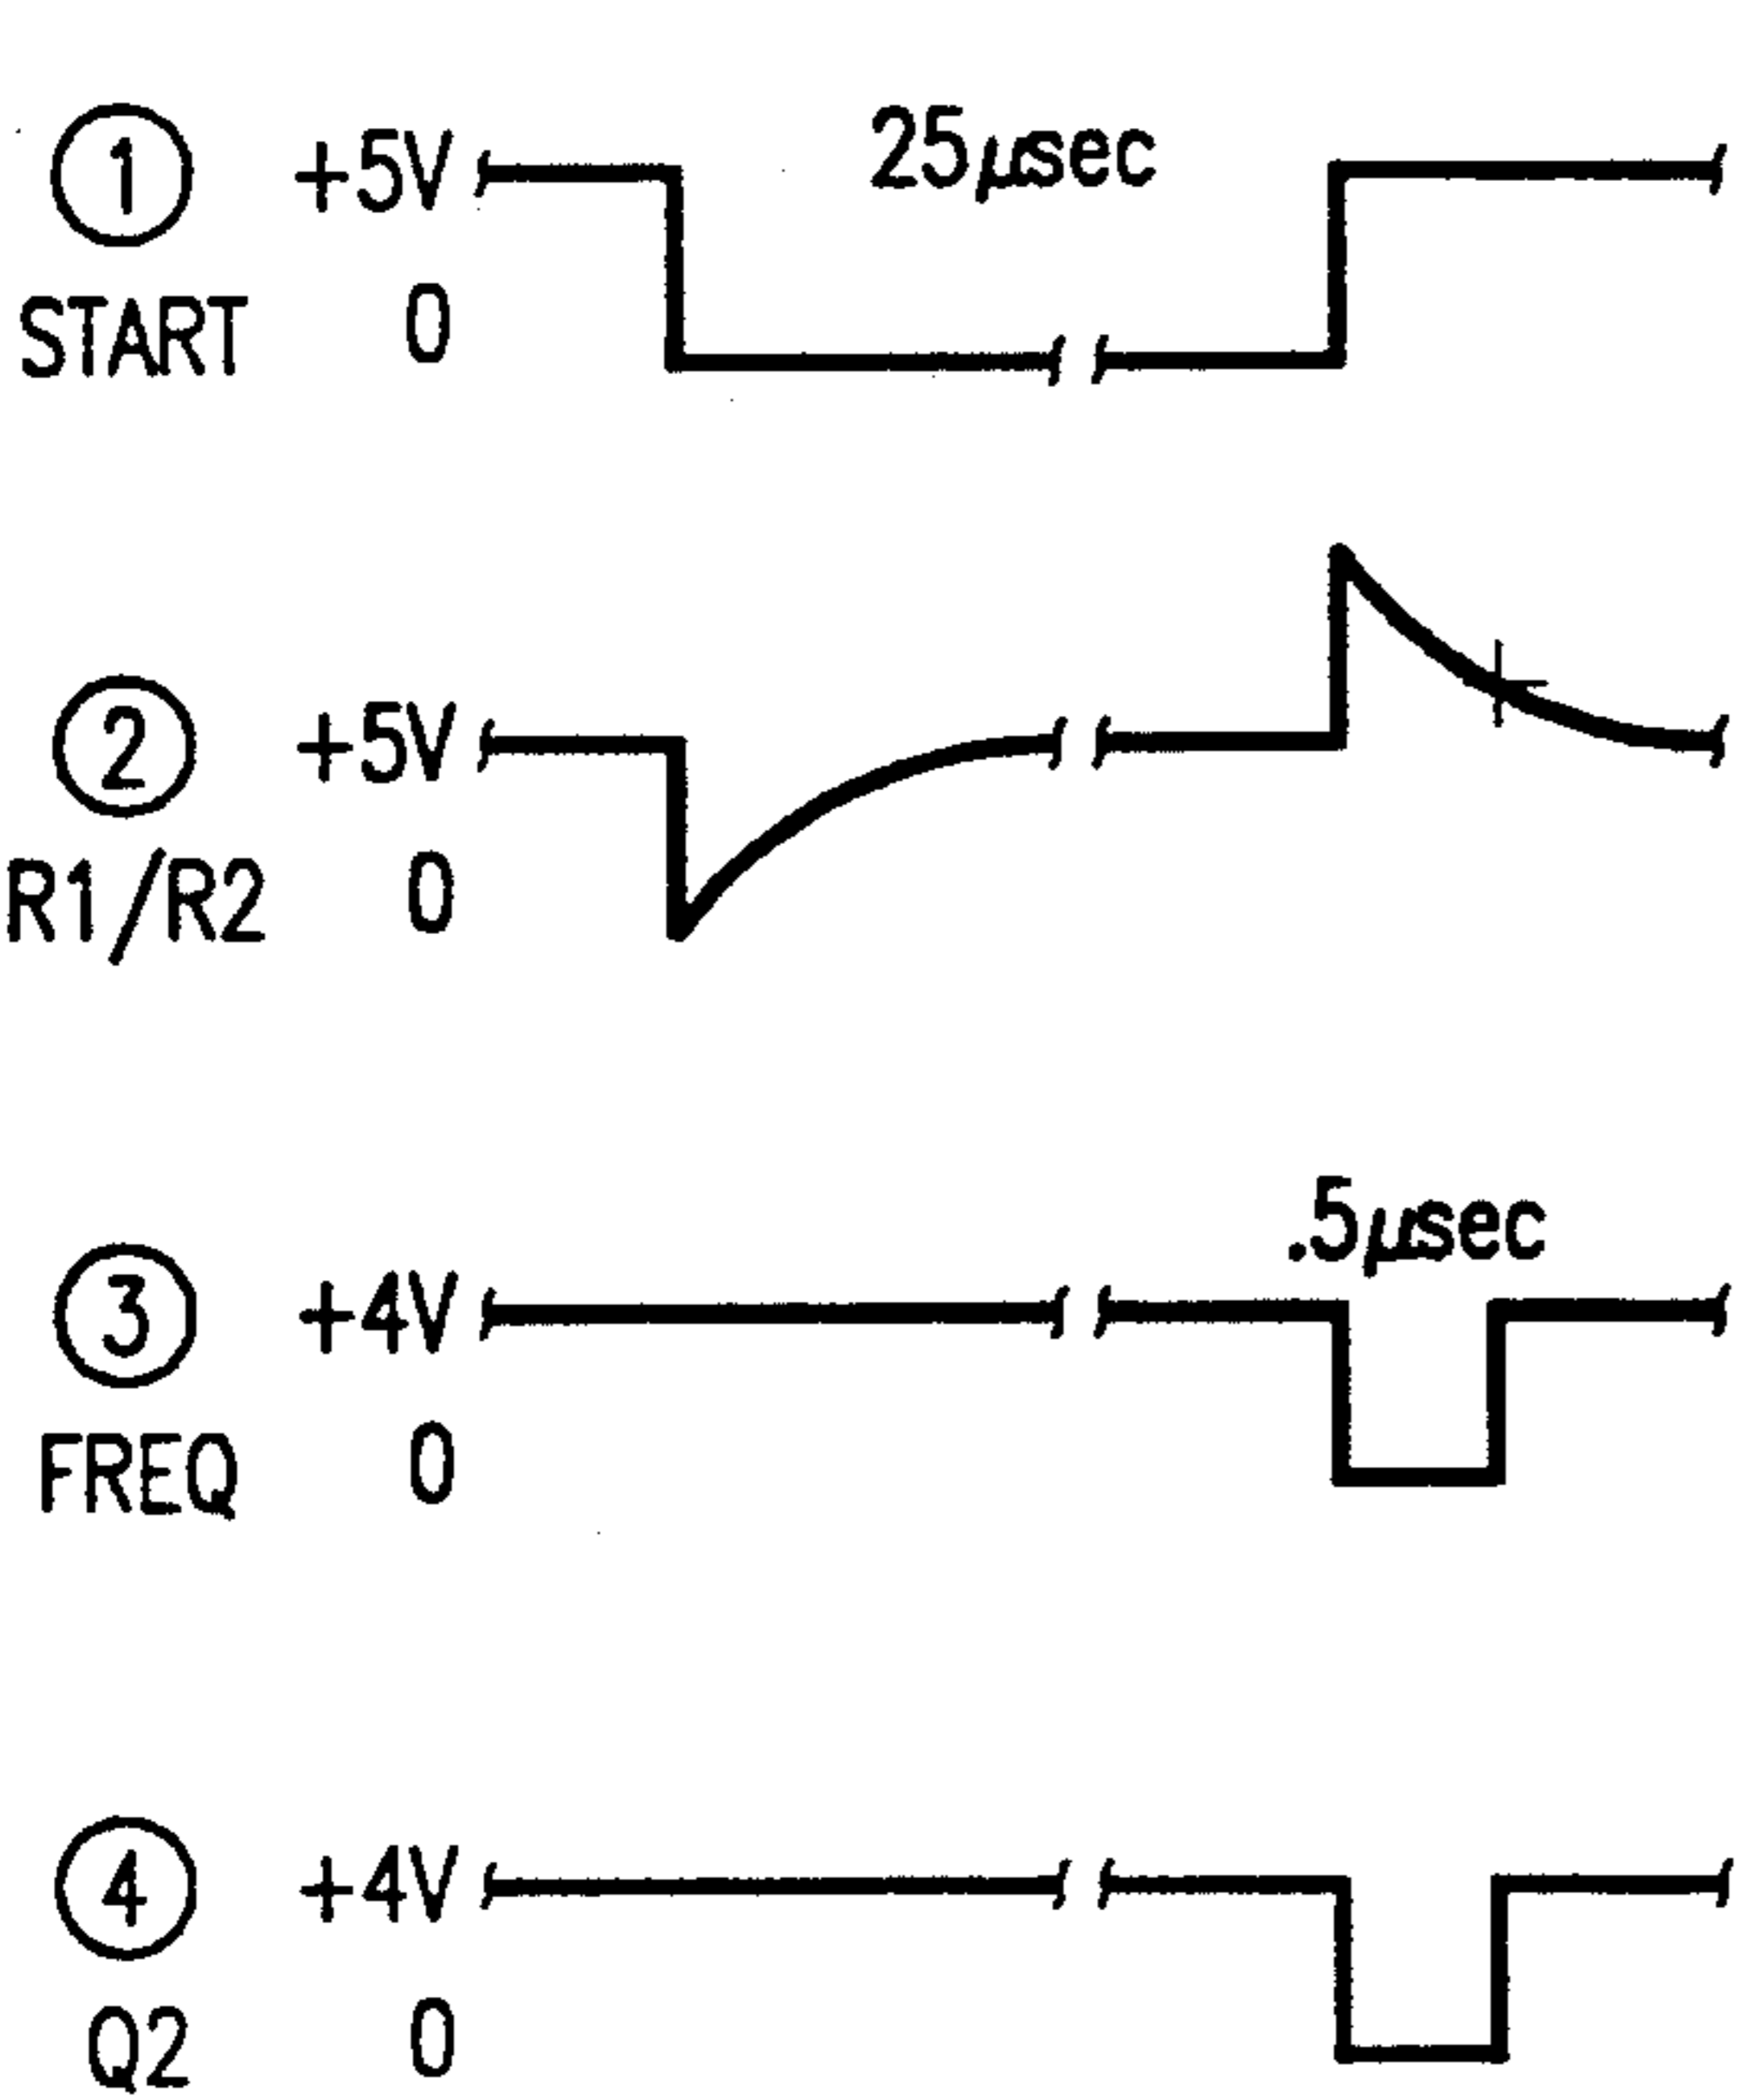 1 +5V 25μsec
START 0
2 +5V
R1/R2 0
.5μsec
3 +4V
FREQ 0
4 +4V
Q2 0